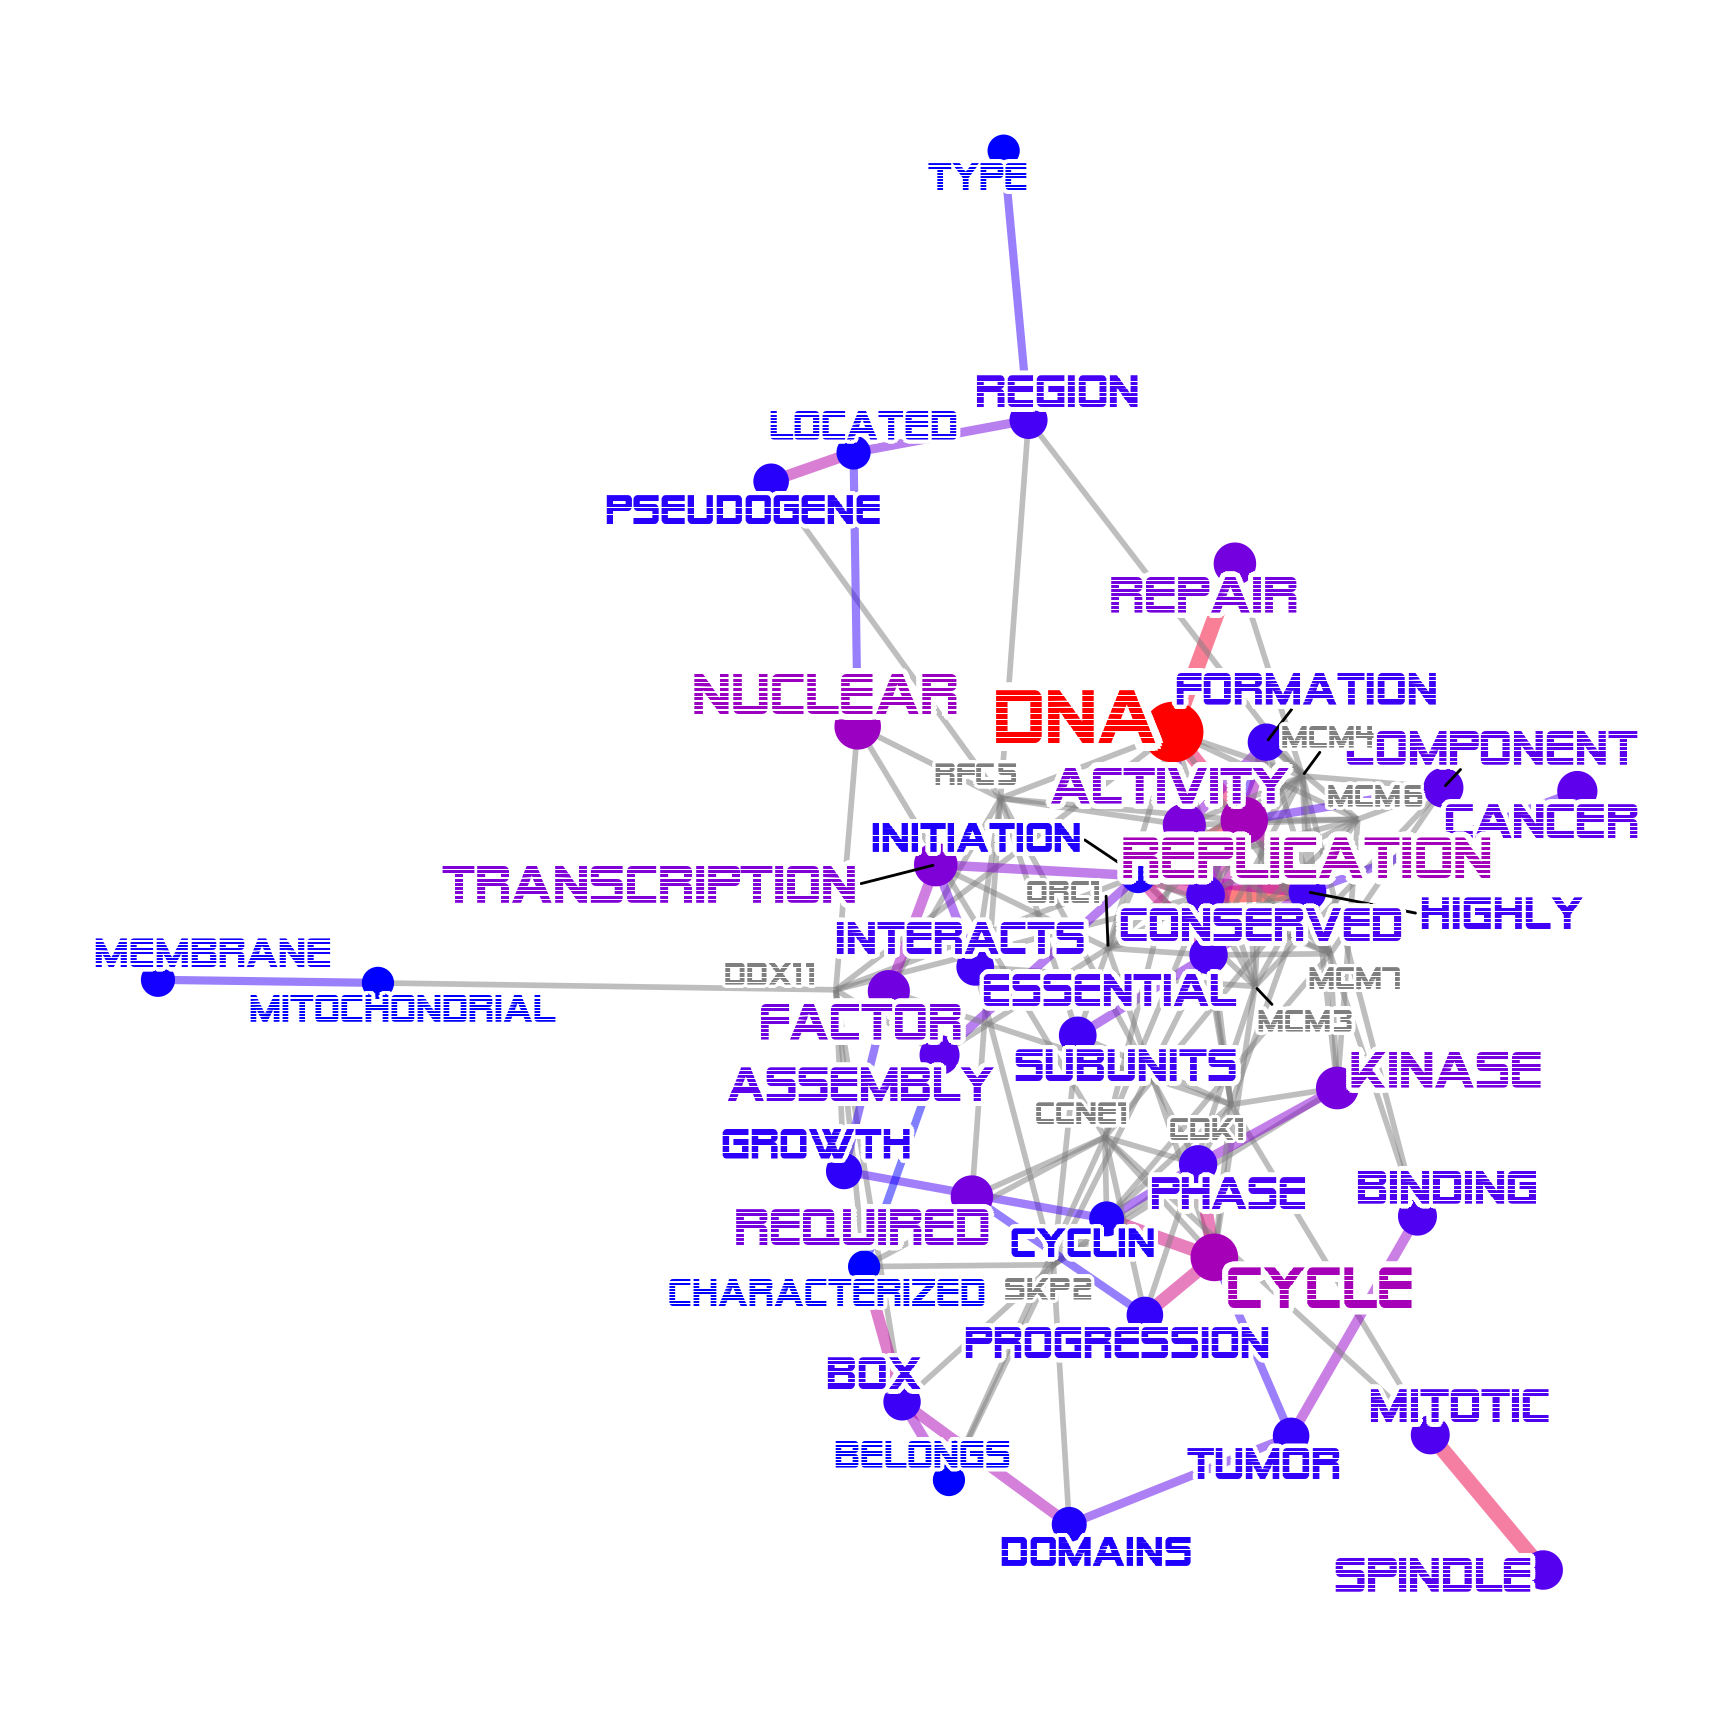 TYPE
REGION
LOCATED
PSEUDOGENE
REPAIR
NUCLEAR
FORMATION
DNA
MCM4
COMPONENT
RFC5
ACTIVITY
MCM6
CANCER
INITIATION
REPLICATION
TRANSCRIPTION
ORC1
HIGHLY
CONSERVED
INTERACTS
MEMBRANE
DDX11
MCM7
ESSENTIAL
MITOCHONDRIAL
FACTOR
MCM3
SUBUNITS
KINASE
ASSEMBLY
CCNE1
CDK1
GROWTH
BINDING
PHASE
REQUIRED
CYCLIN
CYCLE
SKP2
CHARACTERIZED
PROGRESSION
BOX
MITOTIC
BELONGS
TUMOR
DOMAINS
SPINDLE